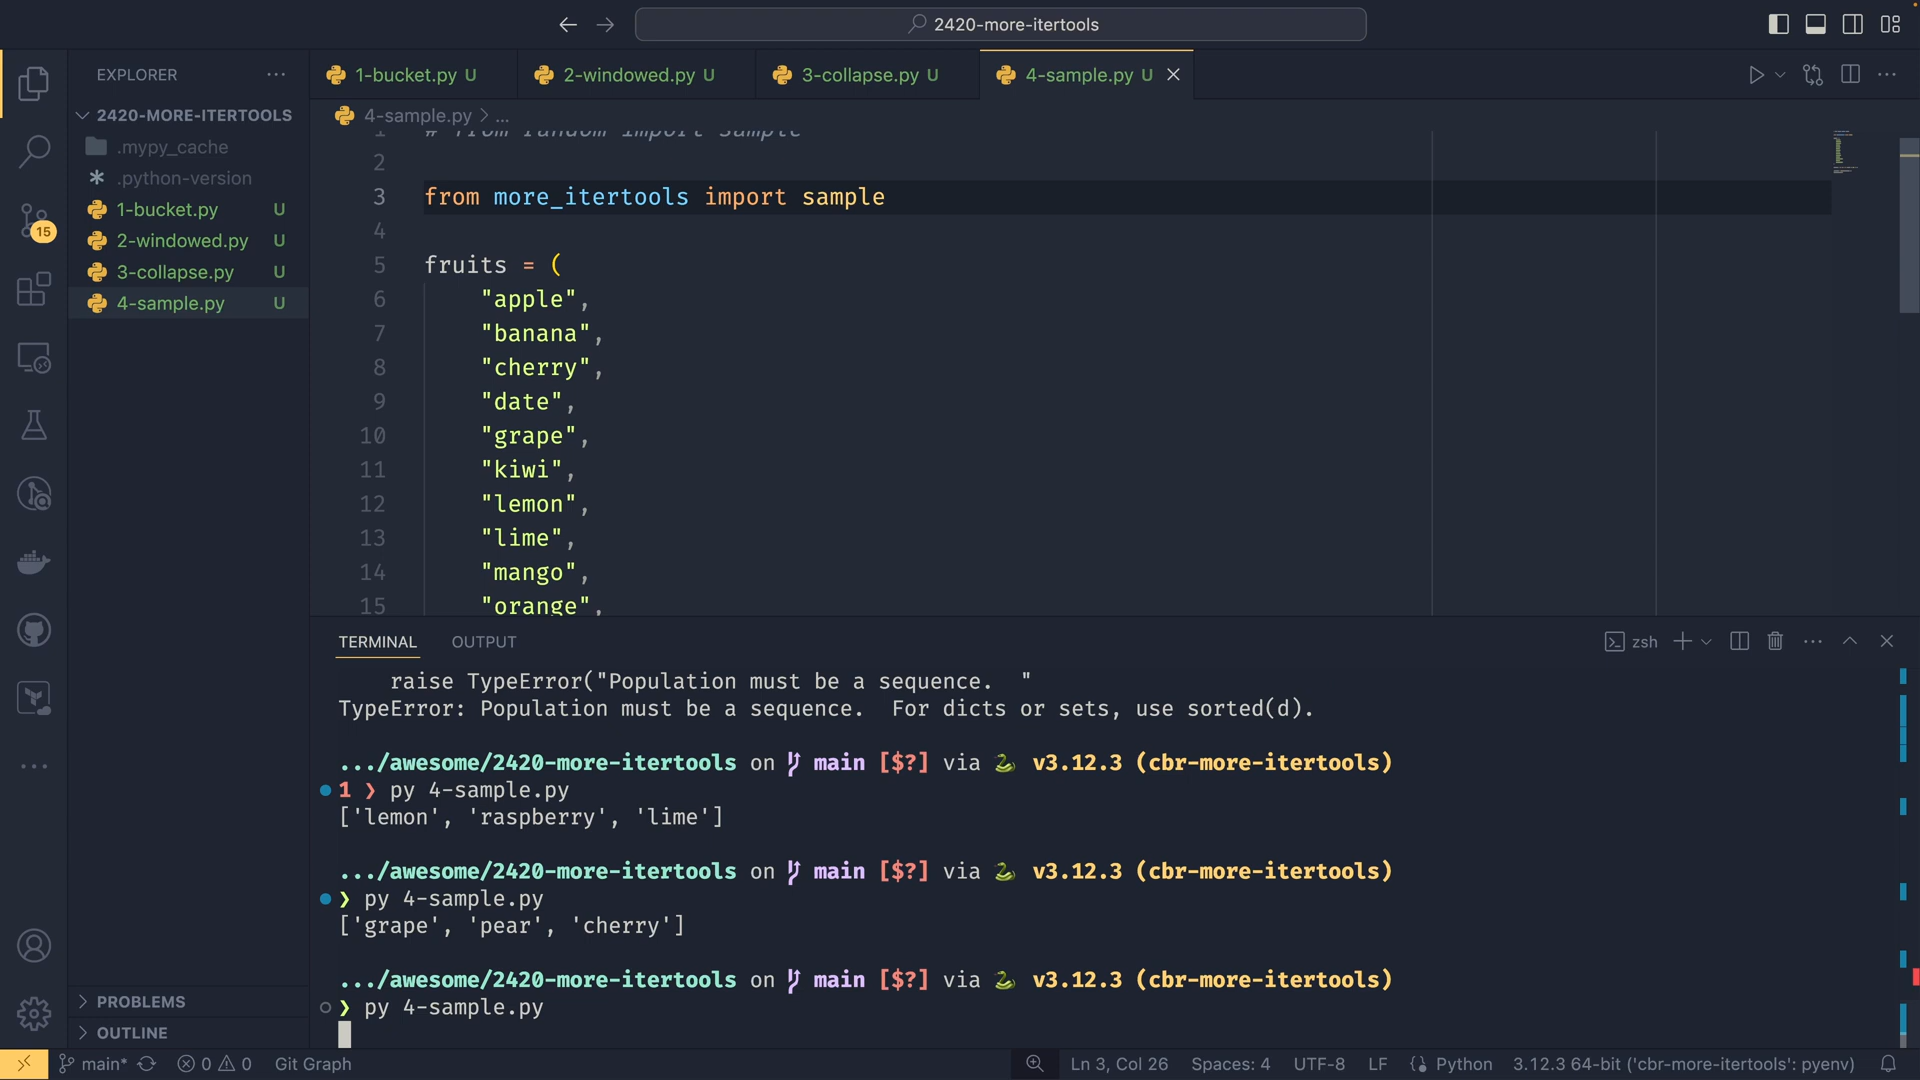 2420-more-itertools
EXPLORER
2420-MORE-ITERTOOLS
.mypy_cache
.python-version
1-bucket.py U
2-windowed.py U
3-collapse.py U
4-sample.py U
15
PROBLEMS
OUTLINE
1-bucket.py U
2-windowed.py U
3-collapse.py U
4-sample.py U
4-sample.py > ...
1 # from random import sample
2
3 from more_itertools import sample
4
5 fruits = (
6 "apple",
7 "banana",
8 "cherry",
9 "date",
10 "grape",
11 "kiwi",
12 "lemon",
13 "lime",
14 "mango",
15 "orange",
TERMINAL OUTPUT
zsh
raise TypeError("Population must be a sequence.  "
TypeError: Population must be a sequence.  For dicts or sets, use sorted(d).
.../awesome/2420-more-itertools on main [$?] via v3.12.3 (cbr-more-itertools)
1 ❯ py 4-sample.py
['lemon', 'raspberry', 'lime']
.../awesome/2420-more-itertools on main [$?] via v3.12.3 (cbr-more-itertools)
❯ py 4-sample.py
['grape', 'pear', 'cherry']
.../awesome/2420-more-itertools on main [$?] via v3.12.3 (cbr-more-itertools)
❯ py 4-sample.py
main* 0 0 Git Graph Ln 3, Col 26 Spaces: 4 UTF-8 LF Python 3.12.3 64-bit ('cbr-more-itertools': pyenv)